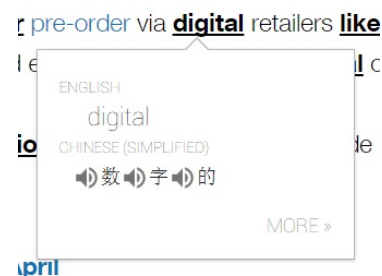 r pre-order via digital retailers like
ENGLISH
digital
CHINESE (SIMPLIFIED)
数字的
MORE »
April